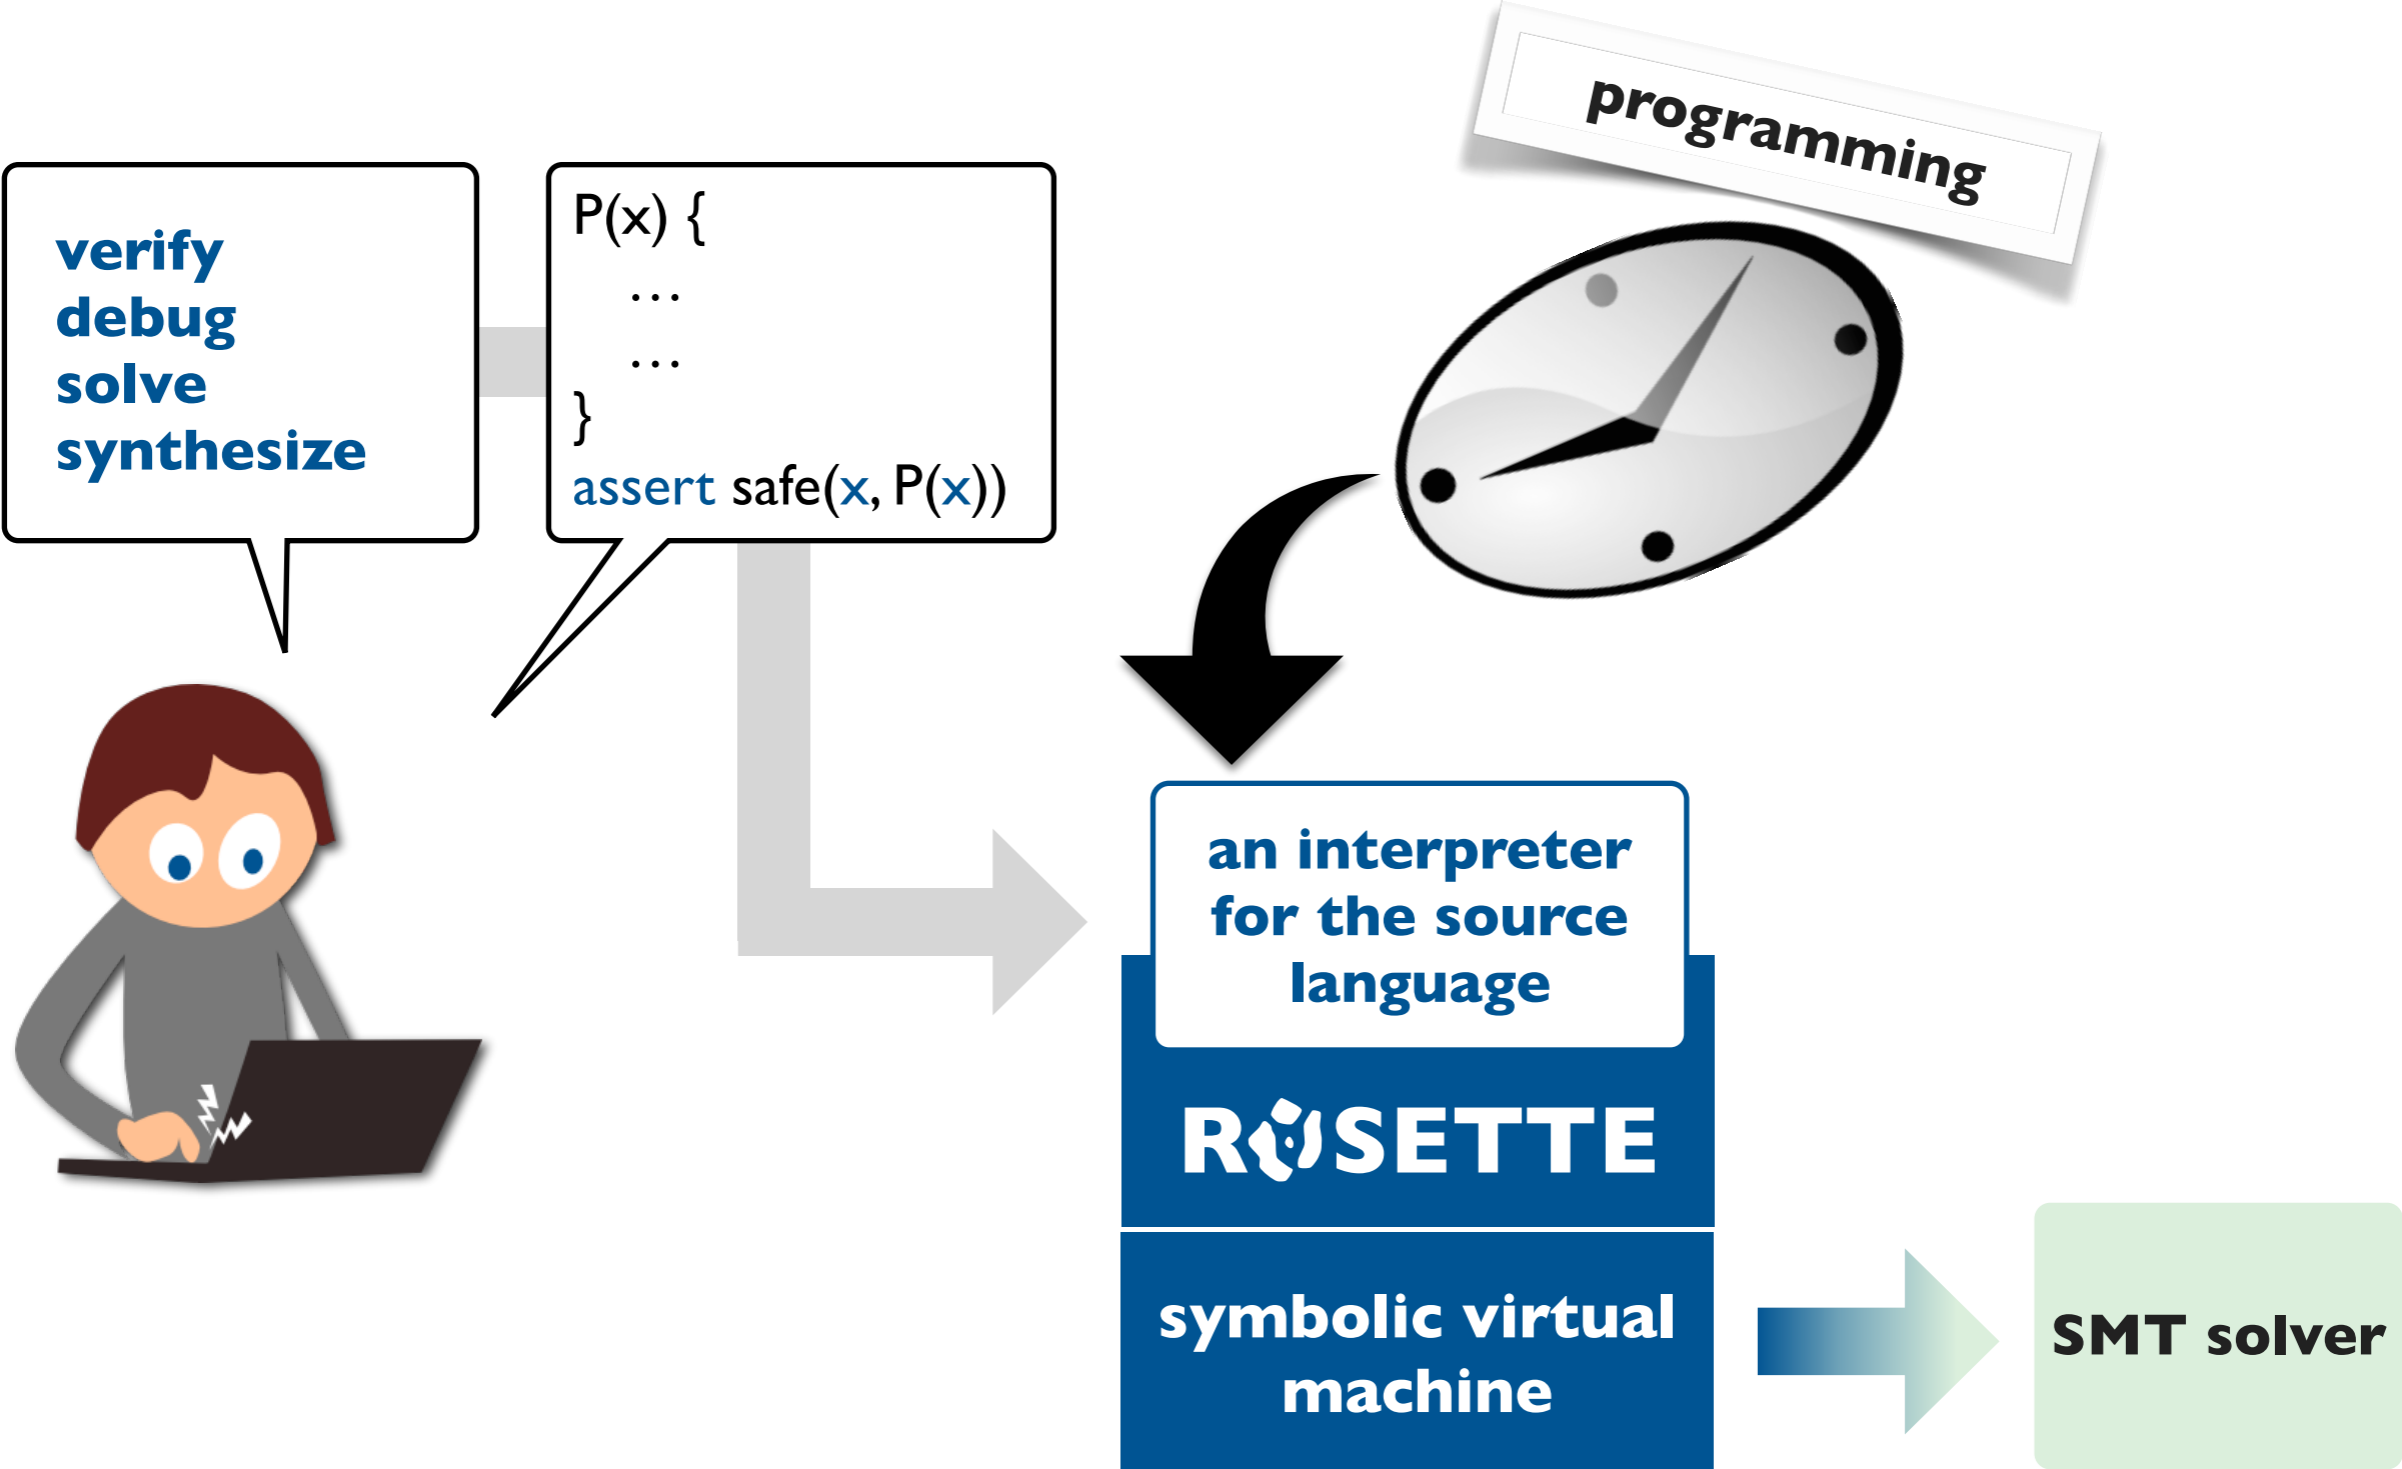 programming
verify
debug
solve
synthesize
P(x) {
…
…
}
assert safe(x, P(x))
an interpreter
for the source
language
ROSETTE
symbolic virtual
machine
SMT solver